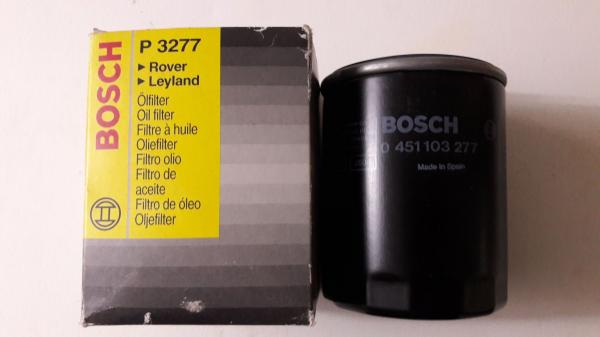 BOSCH
P 3277
▸ Rover
▸ Leyland
Ölfilter
Oil filter
Filtre à huile
Oliefilter
Filtro olio
Filtro de
aceite
Filtro de óleo
Oljefilter
BOSCH
0 451 103 277
Made In Spain